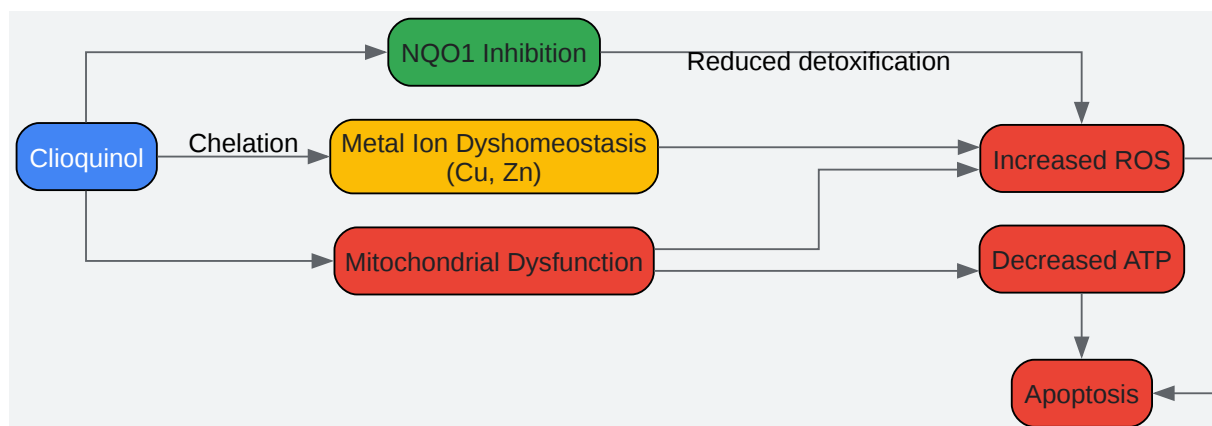 NQO1 Inhibition
Reduced detoxification
Clioquinol
Chelation
Metal Ion Dyshomeostasis
(Cu, Zn)
Increased ROS
Mitochondrial Dysfunction
Decreased ATP
Apoptosis